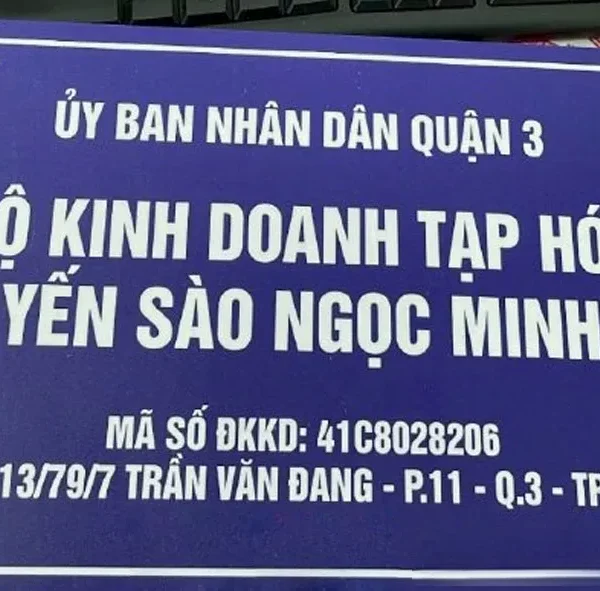 ỦY BAN NHÂN DÂN QUẬN 3
Ộ KINH DOANH TẠP HÓ
YẾN SÀO NGỌC MINH
MÃ SỐ ĐKKD: 41C8028206
13/79/7 TRẦN VĂN ĐANG - P.11 - Q.3 - TP